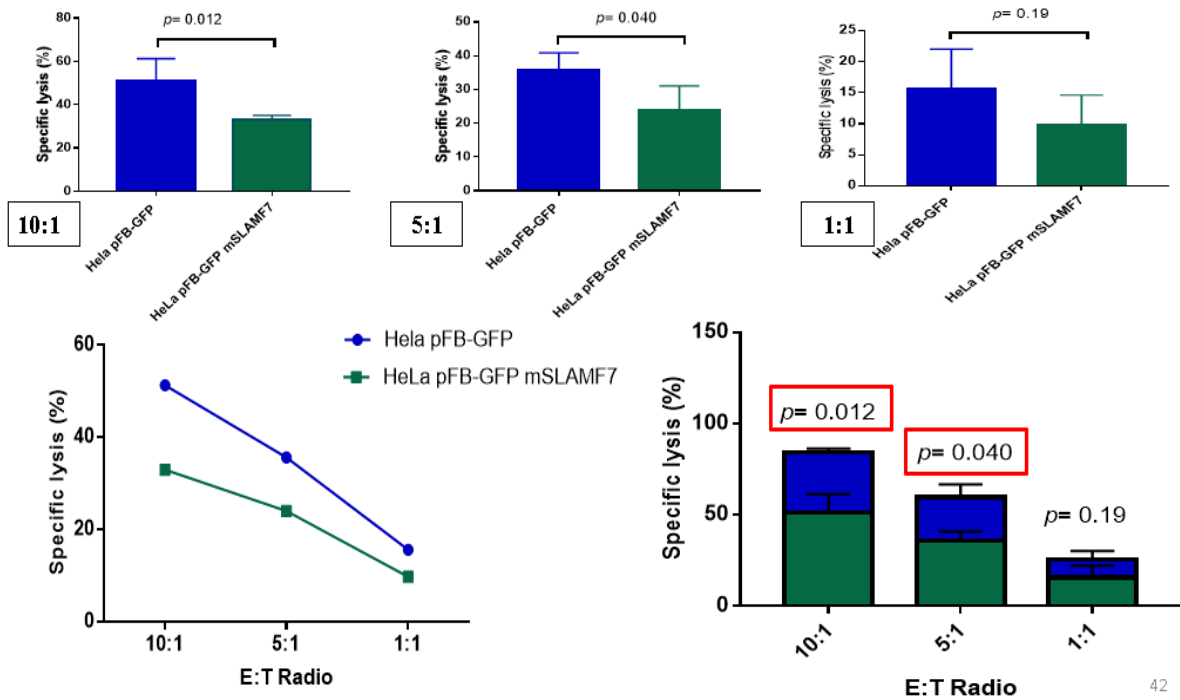 p= 0.012
80
60
40
20
0
Specific lysis (%)
Hela pFB-GFP
HeLa pFB-GFP mSLAMF7
10:1
p= 0.040
50
40
30
20
10
0
Specific lysis (%)
Hela pFB-GFP
HeLa pFB-GFP mSLAMF7
5:1
p= 0.19
25
20
15
10
5
0
Specific lysis (%)
Hela pFB-GFP
HeLa pFB-GFP mSLAMF7
1:1
Hela pFB-GFP
HeLa pFB-GFP mSLAMF7
60
40
20
0
Specific lysis (%)
10:1
5:1
1:1
E:T Radio
150
100
50
0
Specific lysis (%)
p= 0.012
p= 0.040
p= 0.19
10:1
5:1
1:1
E:T Radio
42